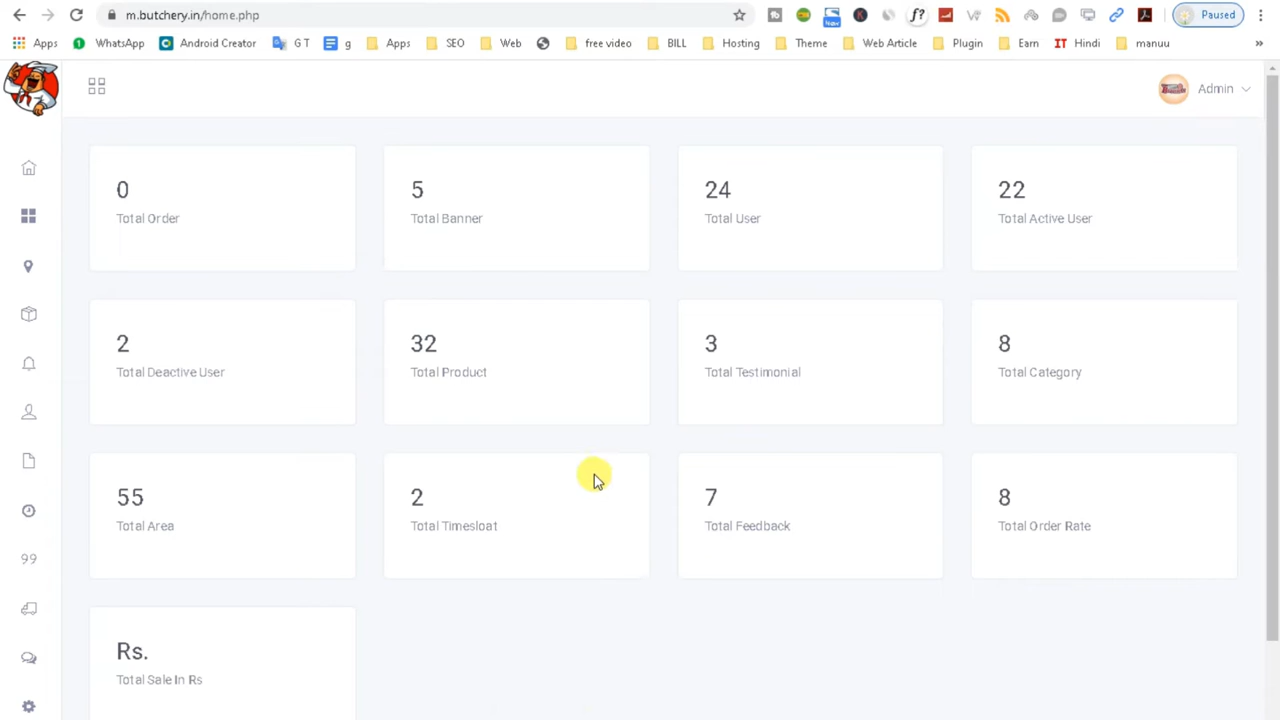 m.butchery.in/home.php
f?
New
Paused
Apps WhatsApp Android Creator G T g Apps SEO Web free video BILL Hosting Theme Web Article Plugin Earn IT Hindi manuu »
Admin
0
Total Order
5
Total Banner
24
Total User
22
Total Active User
2
Total Deactive User
32
Total Product
3
Total Testimonial
8
Total Category
55
Total Area
2
Total Timesloat
7
Total Feedback
8
Total Order Rate
99
Rs.
Total Sale In Rs